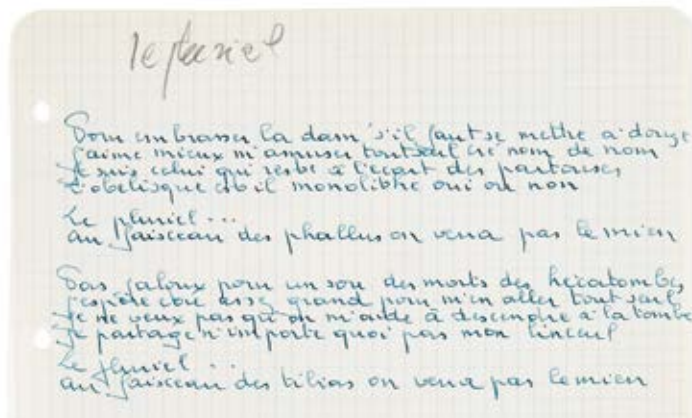 le pluriel
Pour embrasser la dam' s'il faut se mettre à douze
J'aime mieux m'amuser tout seul cré nom de nom
Je suis celui qui reste à l'écart des partouses
L'obélisque est il monolithe oui ou non
Le pluriel...
au faisceau des phallus on verra pas le mien
Pas jaloux pour un sou des morts des hécatombes
J'espère être assez grand pour m'en aller tout seul
Je ne veux pas qu'on m'aide à descendre à la tombe
Je partage n'importe quoi pas mon linceul
Le pluriel...
au faisceau des tibias on verra pas le mien